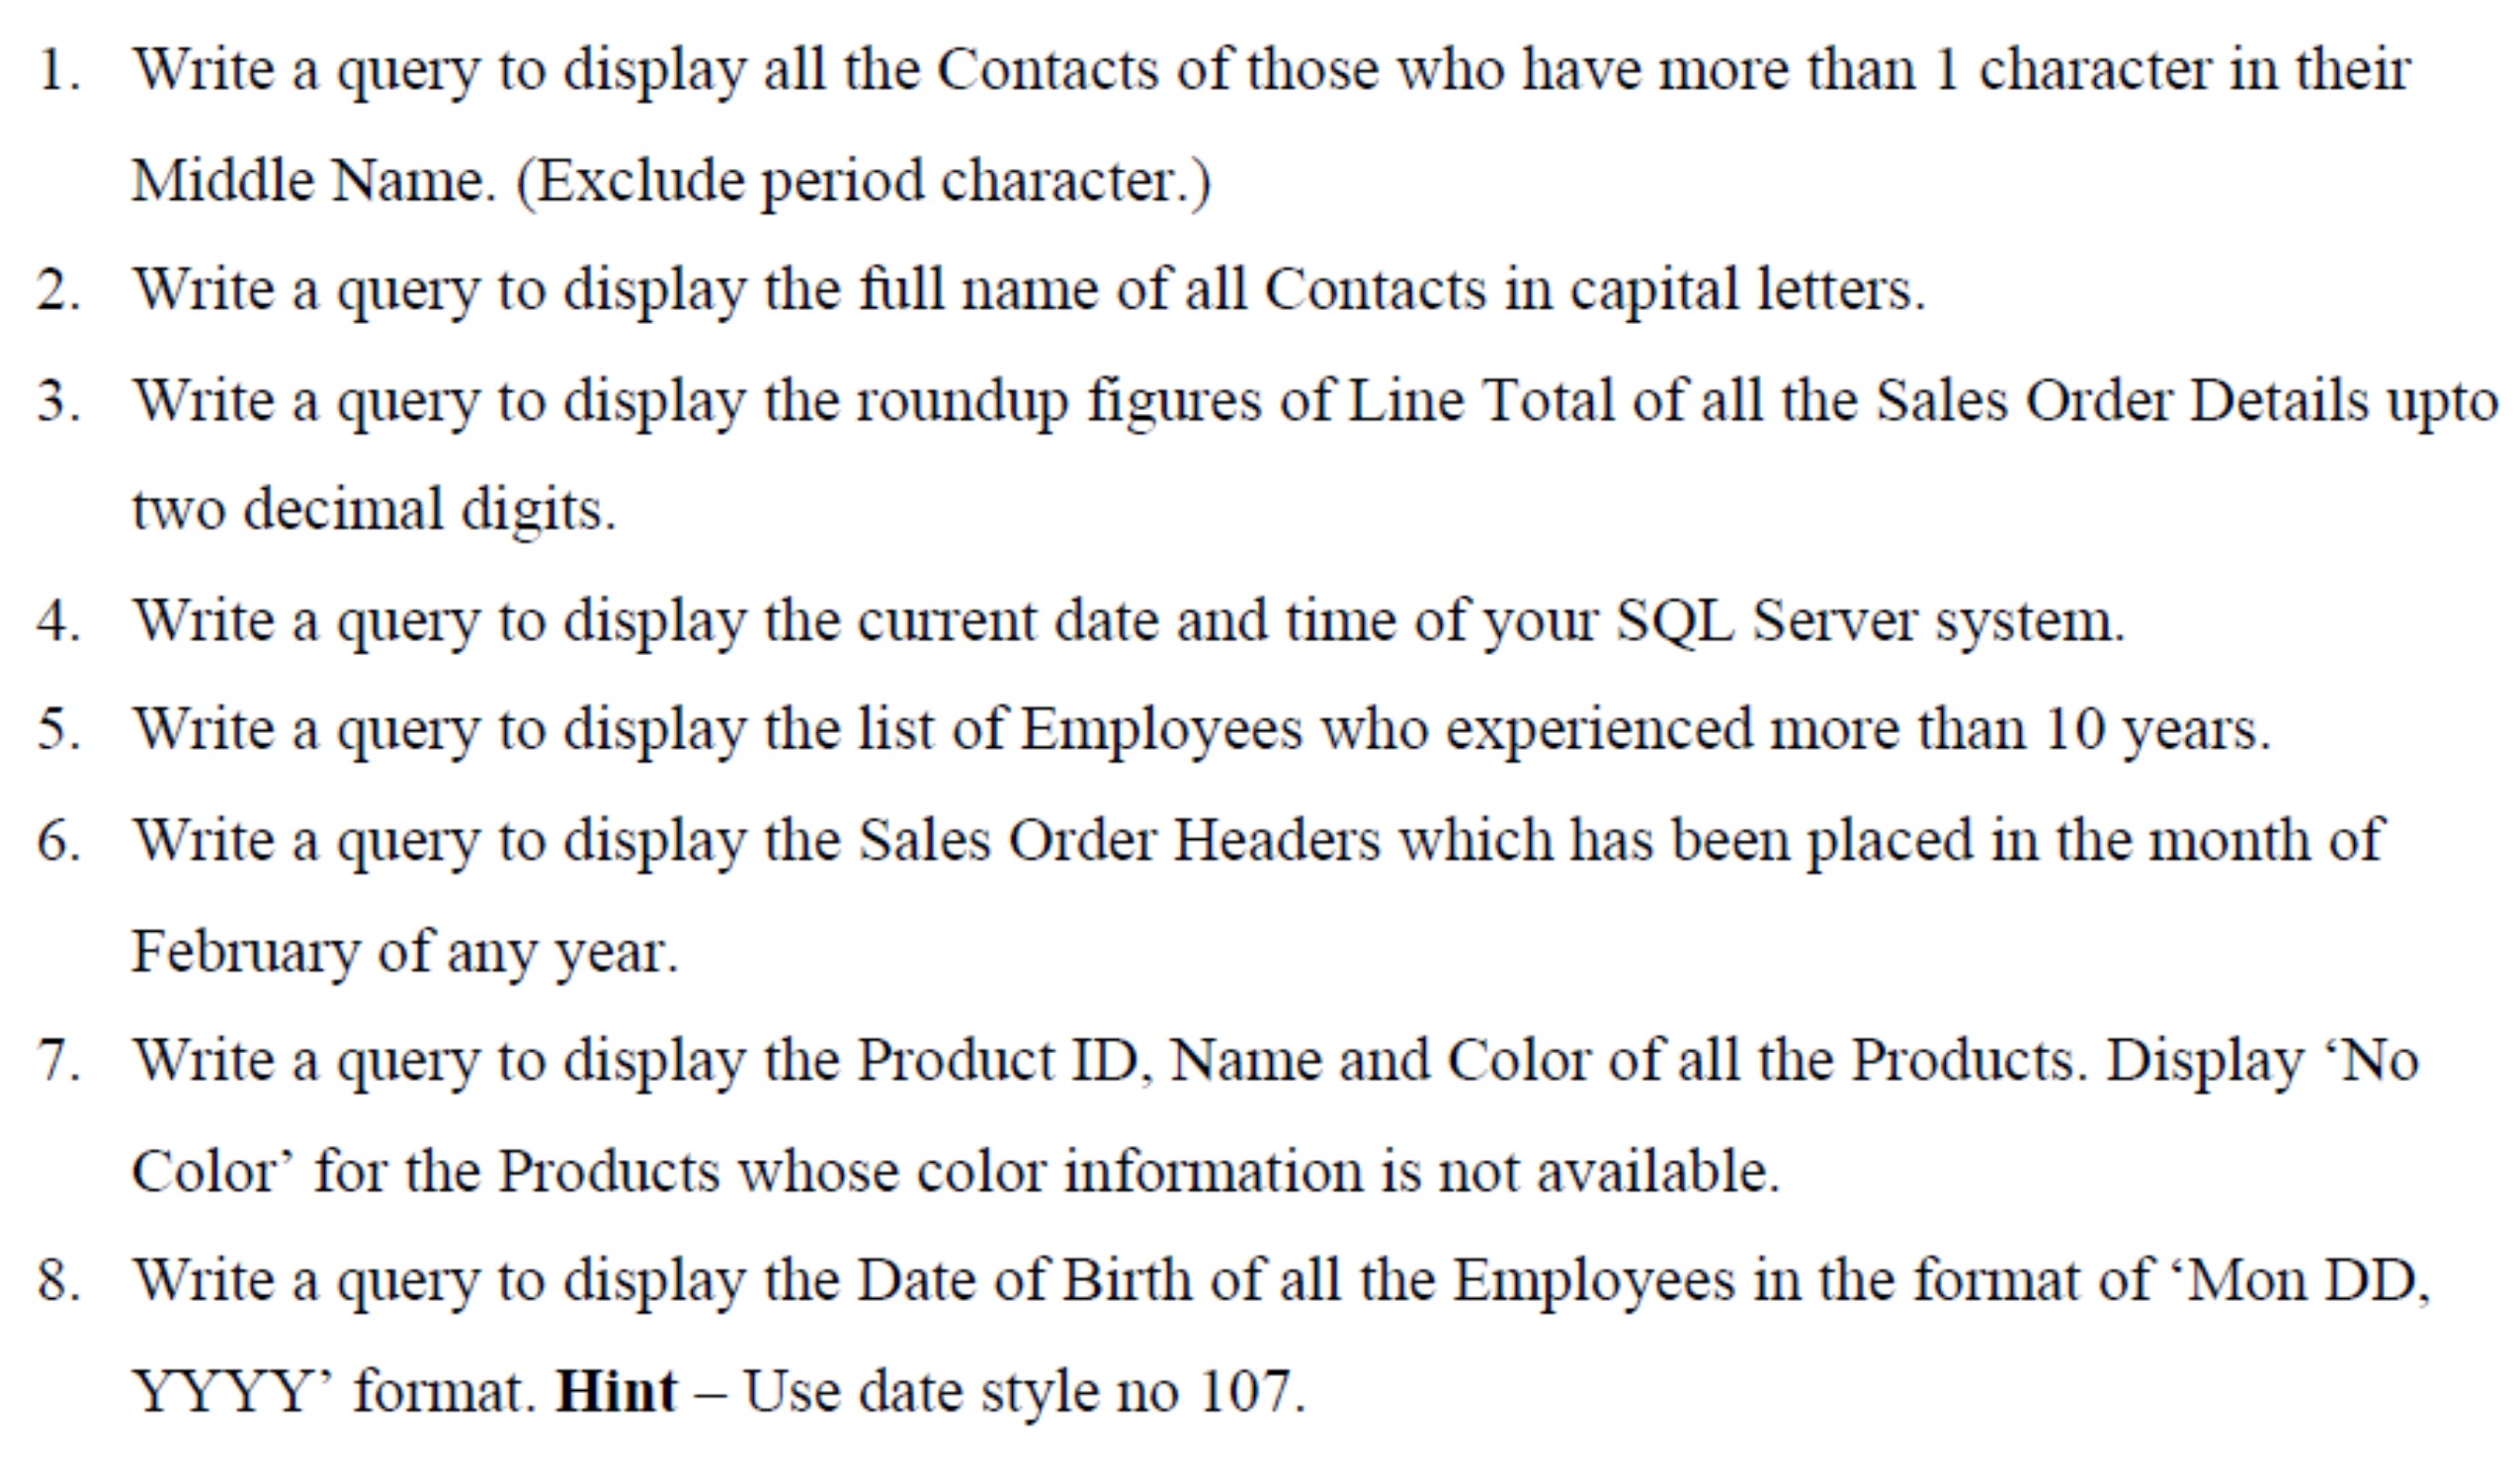 1. Write a query to display all the Contacts of those who have more than 1 character in their
Middle Name. (Exclude period character.)
2. Write a query to display the full name of all Contacts in capital letters.
3. Write a query to display the roundup figures of Line Total of all the Sales Order Details upto
two decimal digits.
4. Write a query to display the current date and time of your SQL Server system.
5. Write a query to display the list of Employees who experienced more than 10 years.
6. Write a query to display the Sales Order Headers which has been placed in the month of
February of any year.
7. Write a query to display the Product ID, Name and Color of all the Products. Display ‘No
Color’ for the Products whose color information is not available.
8. Write a query to display the Date of Birth of all the Employees in the format of ‘Mon DD,
YYYY’ format. Hint – Use date style no 107.